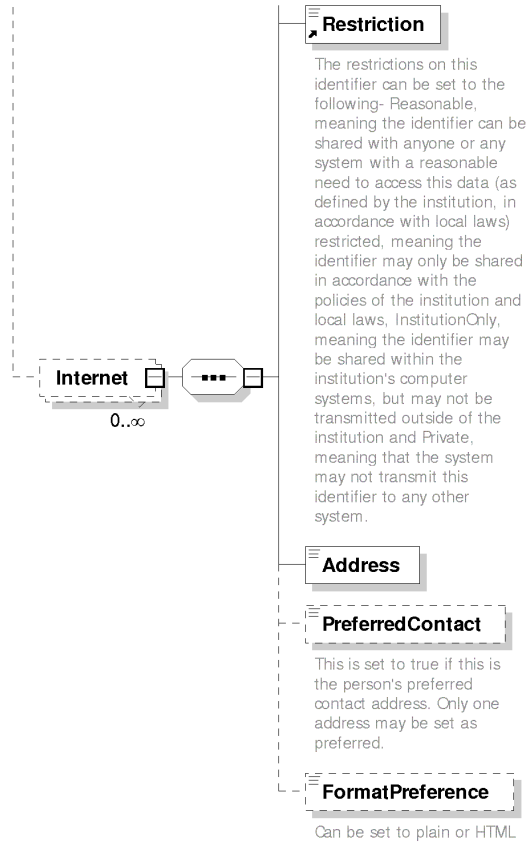 Restriction
The restrictions on this
identifier can be set to the
following- Reasonable,
meaning the identifier can be
shared with anyone or any
system with a reasonable
need to access this data (as
defined by the institution, in
accordance with local laws)
restricted, meaning the
identifier may only be shared
in accordance with the
policies of the institution and
local laws, InstitutionOnly,
meaning the identifier may
be shared within the
institution's computer
systems, but may not be
transmitted outside of the
institution and Private,
meaning that the system
may not transmit this
identifier to any other
system.
Internet
0..∞
Address
PreferredContact
This is set to true if this is
the person's preferred
contact address. Only one
address may be set as
preferred.
FormatPreference
Can be set to plain or HTML